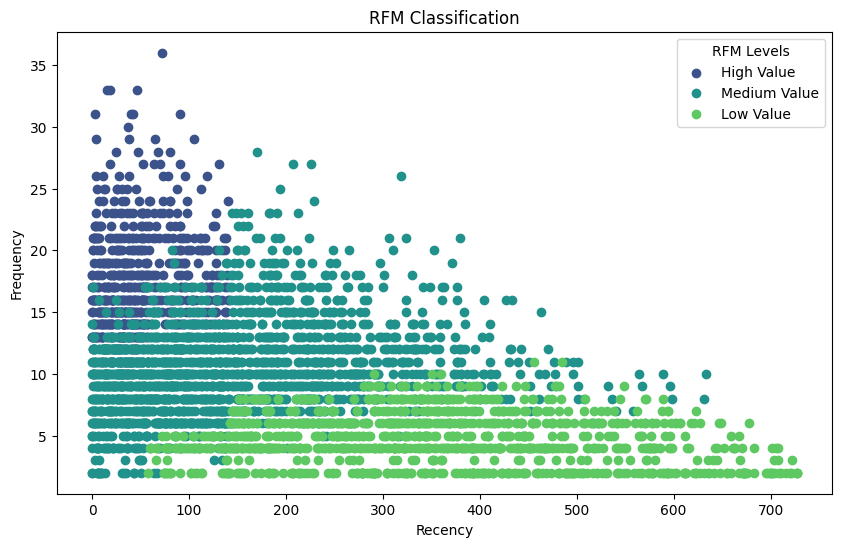 RFM Classification
RFM Levels
High Value
Medium Value
Low Value
Frequency
35
30
25
20
15
10
5
0 100 200 300 400 500 600 700
Recency